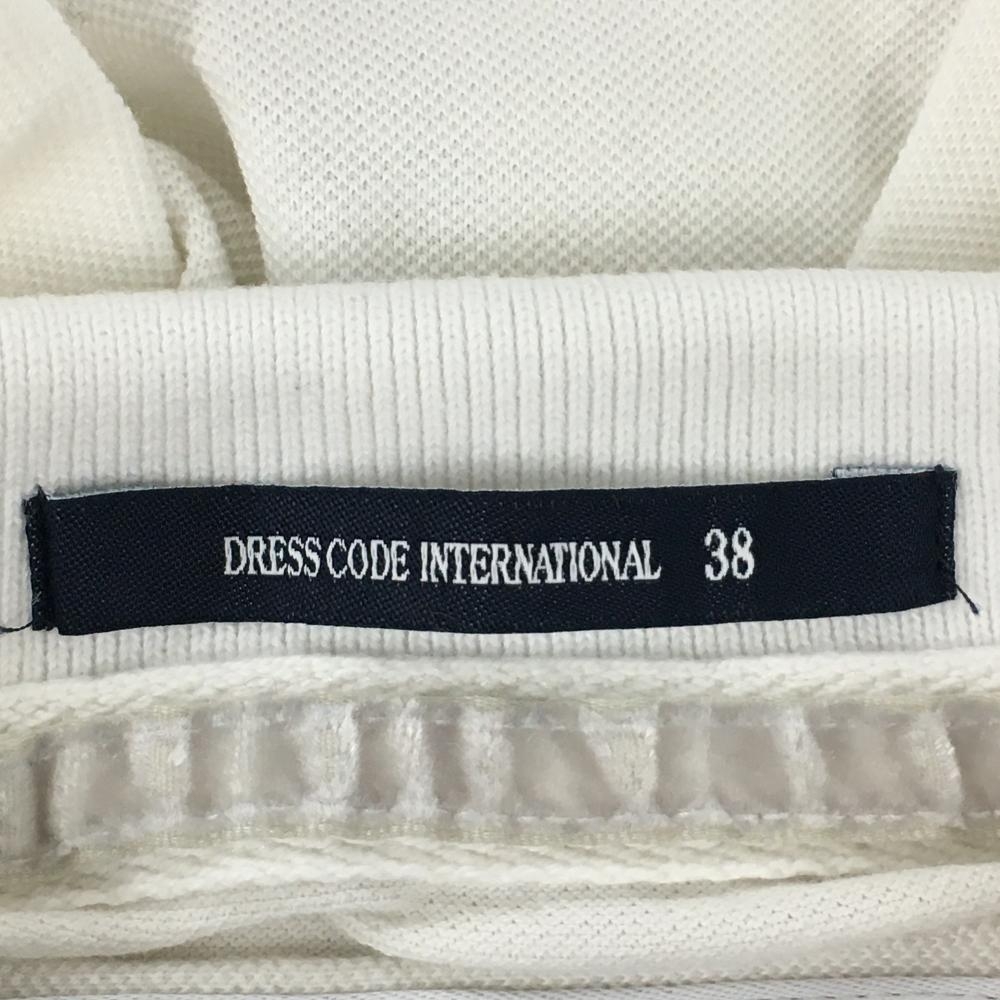 DRESS CODE INTERNATIONAL 38